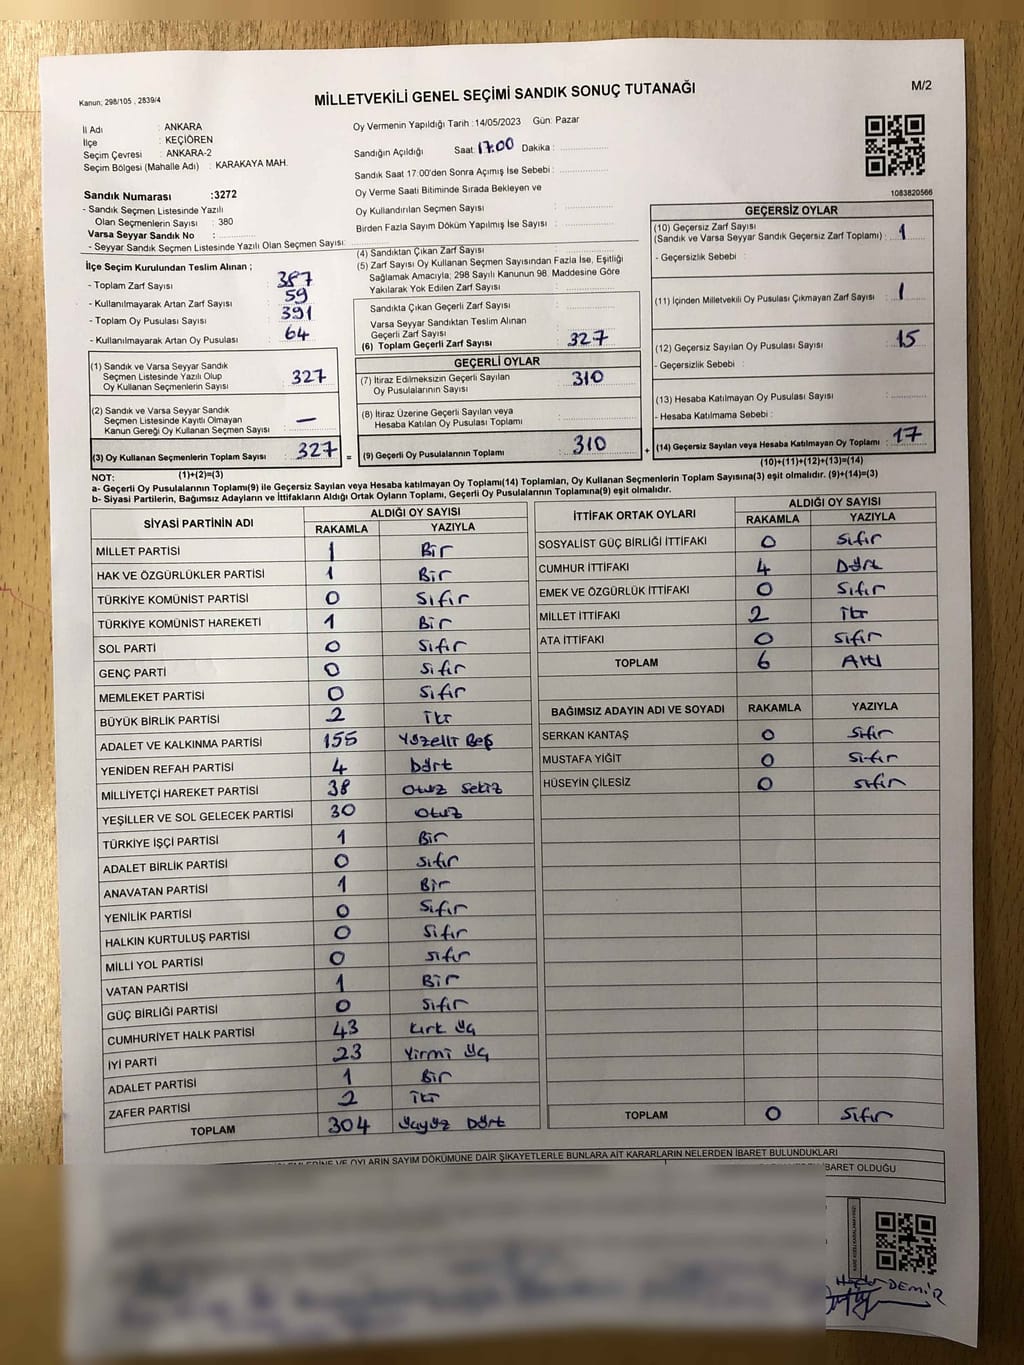 Kanun; 298/105 , 2839/4
MİLLETVEKİLİ GENEL SEÇİMİ SANDIK SONUÇ TUTANAĞI
M/2
İl Adı : ANKARA
İlçe : KEÇİÖREN
Seçim Çevresi : ANKARA-2
Seçim Bölgesi (Mahalle Adı) : KARAKAYA MAH.
Sandık Numarası :3272
- Sandık Seçmen Listesinde Yazılı
Olan Seçmenlerin Sayısı : 380
Varsa Seyyar Sandık No :
- Seyyar Sandık Seçmen Listesinde Yazılı Olan Seçmen Sayısı:
İlçe Seçim Kurulundan Teslim Alınan ;
- Toplam Zarf Sayısı : 387
- Kullanılmayarak Artan Zarf Sayısı : 59
- Toplam Oy Pusulası Sayısı : 391
- Kullanılmayarak Artan Oy Pusulası : 64
(1) Sandık ve Varsa Seyyar Sandık
Seçmen Listesinde Yazılı Olup
Oy Kullanan Seçmenlerin Sayısı : 327
(2) Sandık ve Varsa Seyyar Sandık
Seçmen Listesinde Kayıtlı Olmayan
Kanun Gereği Oy Kullanan Seçmen Sayısı : —
(3) Oy Kullanan Seçmenlerin Toplam Sayısı : 327 =
Oy Vermenin Yapıldığı Tarih :14/05/2023 Gün: Pazar
Sandığın Açıldığı Saat: 17:00 Dakika :
Sandık Saat 17:00'den Sonra Açımış İse Sebebi :
Oy Verme Saati Bitiminde Sırada Bekleyen ve
Oy Kullandırılan Seçmen Sayısı :
Birden Fazla Sayım Döküm Yapılmış İse Sayısı :
(4) Sandıktan Çıkan Zarf Sayısı :
(5) Zarf Sayısı Oy Kullanan Seçmen Sayısından Fazla İse, Eşitliği
Sağlamak Amacıyla; 298 Sayılı Kanunun 98. Maddesine Göre
Yakılarak Yok Edilen Zarf Sayısı :
Sandıkta Çıkan Geçerli Zarf Sayısı :
Varsa Seyyar Sandıktan Teslim Alınan
Geçerli Zarf Sayısı :
(6) Toplam Geçerli Zarf Sayısı : 327
GEÇERLİ OYLAR
(7) İtiraz Edilmeksizin Geçerli Sayılan
Oy Pusulalarının Sayısı : 310
(8) İtiraz Üzerine Geçerli Sayılan veya
Hesaba Katılan Oy Pusulası Toplamı :
(9) Geçerli Oy Pusulalarının Toplamı : 310 +
1083820566
GEÇERSİZ OYLAR
(10) Geçersiz Zarf Sayısı
(Sandık ve Varsa Seyyar Sandık Geçersiz Zarf Toplamı) : 1
- Geçersizlik Sebebi :
(11) İçinden Milletvekili Oy Pusulası Çıkmayan Zarf Sayısı : 1
(12) Geçersiz Sayılan Oy Pusulası Sayısı : 15
- Geçersizlik Sebebi :
(13) Hesaba Katılmayan Oy Pusulası Sayısı :
- Hesaba Katılmama Sebebi :
(14) Geçersiz Sayılan veya Hesaba Katılmayan Oy Toplamı : 17
NOT: (1)+(2)=(3)
(10)+(11)+(12)+(13)=(14)
a- Geçerli Oy Pusulalarının Toplamı(9) ile Geçersiz Sayılan veya Hesaba katılmayan Oy Toplamı(14) Toplamları, Oy Kullanan Seçmenlerin Toplam Sayısına(3) eşit olmalıdır. (9)+(14)=(3)
b- Siyasi Partilerin, Bağımsız Adayların ve İttifakların Aldığı Ortak Oyların Toplamı, Geçerli Oy Pusulalarının Toplamına(9) eşit olmalıdır.
SİYASİ PARTİNİN ADI ALDIĞI OY SAYISI
RAKAMLA YAZIYLA
MİLLET PARTİSİ 1 Bir
HAK VE ÖZGÜRLÜKLER PARTİSİ 1 Bir
TÜRKİYE KOMÜNİST PARTİSİ 0 Sıfır
TÜRKİYE KOMÜNİST HAREKETİ 1 Bir
SOL PARTİ 0 Sıfır
GENÇ PARTİ 0 Sıfır
MEMLEKET PARTİSİ 0 Sıfır
BÜYÜK BİRLİK PARTİSİ 2 İki
ADALET VE KALKINMA PARTİSİ 155 Yüzelli Beş
YENİDEN REFAH PARTİSİ 4 Dört
MİLLİYETÇİ HAREKET PARTİSİ 38 Otuz Sekiz
YEŞİLLER VE SOL GELECEK PARTİSİ 30 Otuz
TÜRKİYE İŞÇİ PARTİSİ 1 Bir
ADALET BİRLİK PARTİSİ 0 Sıfır
ANAVATAN PARTİSİ 1 Bir
YENİLİK PARTİSİ 0 Sıfır
HALKIN KURTULUŞ PARTİSİ 0 Sıfır
MİLLİ YOL PARTİSİ 0 Sıfır
VATAN PARTİSİ 1 Bir
GÜÇ BİRLİĞİ PARTİSİ 0 Sıfır
CUMHURİYET HALK PARTİSİ 43 Kırk Üç
İYİ PARTİ 23 Yirmi Üç
ADALET PARTİSİ 1 Bir
ZAFER PARTİSİ 2 İki
TOPLAM 304 Üçyüz Dört
İTTİFAK ORTAK OYLARI ALDIĞI OY SAYISI
RAKAMLA YAZIYLA
SOSYALİST GÜÇ BİRLİĞİ İTTİFAKI 0 Sıfır
CUMHUR İTTİFAKI 4 Dört
EMEK VE ÖZGÜRLÜK İTTİFAKI 0 Sıfır
MİLLET İTTİFAKI 2 İki
ATA İTTİFAKI 0 Sıfır
TOPLAM 6 Altı
BAĞIMSIZ ADAYIN ADI VE SOYADI RAKAMLA YAZIYLA
SERKAN KANTAŞ 0 Sıfır
MUSTAFA YİĞİT 0 Sıfır
HÜSEYİN ÇİLESİZ 0 Sıfır
TOPLAM 0 Sıfır
OYLARIN SAYIM DÖKÜMÜNE DAİR ŞİKAYETLERLE BUNLARA AİT KARARLARIN NELERDEN İBARET BULUNDUKLARI
İBARET OLDUĞU
DEMİR